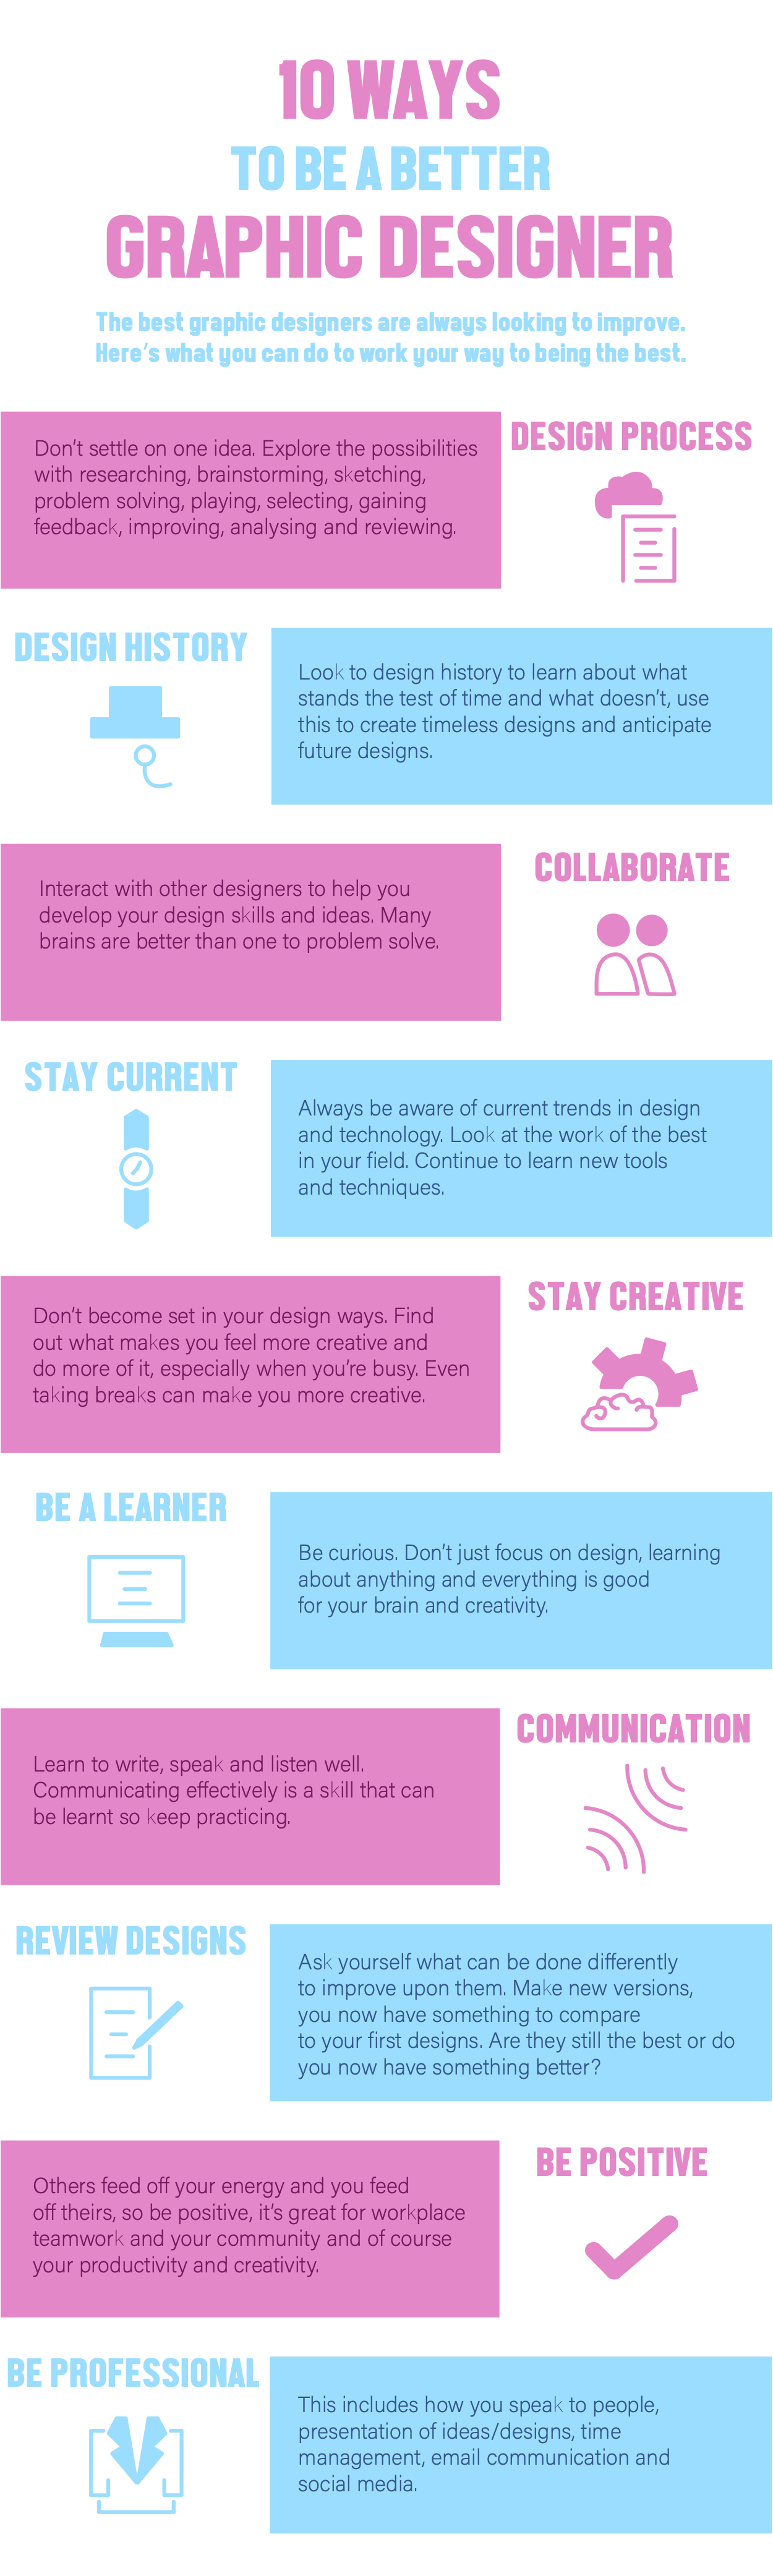 10 WAYS
TO BE A BETTER
GRAPHIC DESIGNER
The best graphic designers are always looking to improve.
Here's what you can do to work your way to being the best.
DESIGN PROCESS
Don't settle on one idea. Explore the possibilities
with researching, brainstorming, sketching,
problem solving, playing, selecting, gaining
feedback, improving, analysing and reviewing.
DESIGN HISTORY
Look to design history to learn about what
stands the test of time and what doesn't, use
this to create timeless designs and anticipate
future designs.
COLLABORATE
Interact with other designers to help you
develop your design skills and ideas. Many
brains are better than one to problem solve.
STAY CURRENT
Always be aware of current trends in design
and technology. Look at the work of the best
in your field. Continue to learn new tools
and techniques.
STAY CREATIVE
Don't become set in your design ways. Find
out what makes you feel more creative and
do more of it, especially when you're busy. Even
taking breaks can make you more creative.
BE A LEARNER
Be curious. Don't just focus on design, learning
about anything and everything is good
for your brain and creativity.
COMMUNICATION
Learn to write, speak and listen well.
Communicating effectively is a skill that can
be learnt so keep practicing.
REVIEW DESIGNS
Ask yourself what can be done differently
to improve upon them. Make new versions,
you now have something to compare
to your first designs. Are they still the best or do
you now have something better?
BE POSITIVE
Others feed off your energy and you feed
off theirs, so be positive, it's great for workplace
teamwork and your community and of course
your productivity and creativity.
BE PROFESSIONAL
This includes how you speak to people,
presentation of ideas/designs, time
management, email communication and
social media.